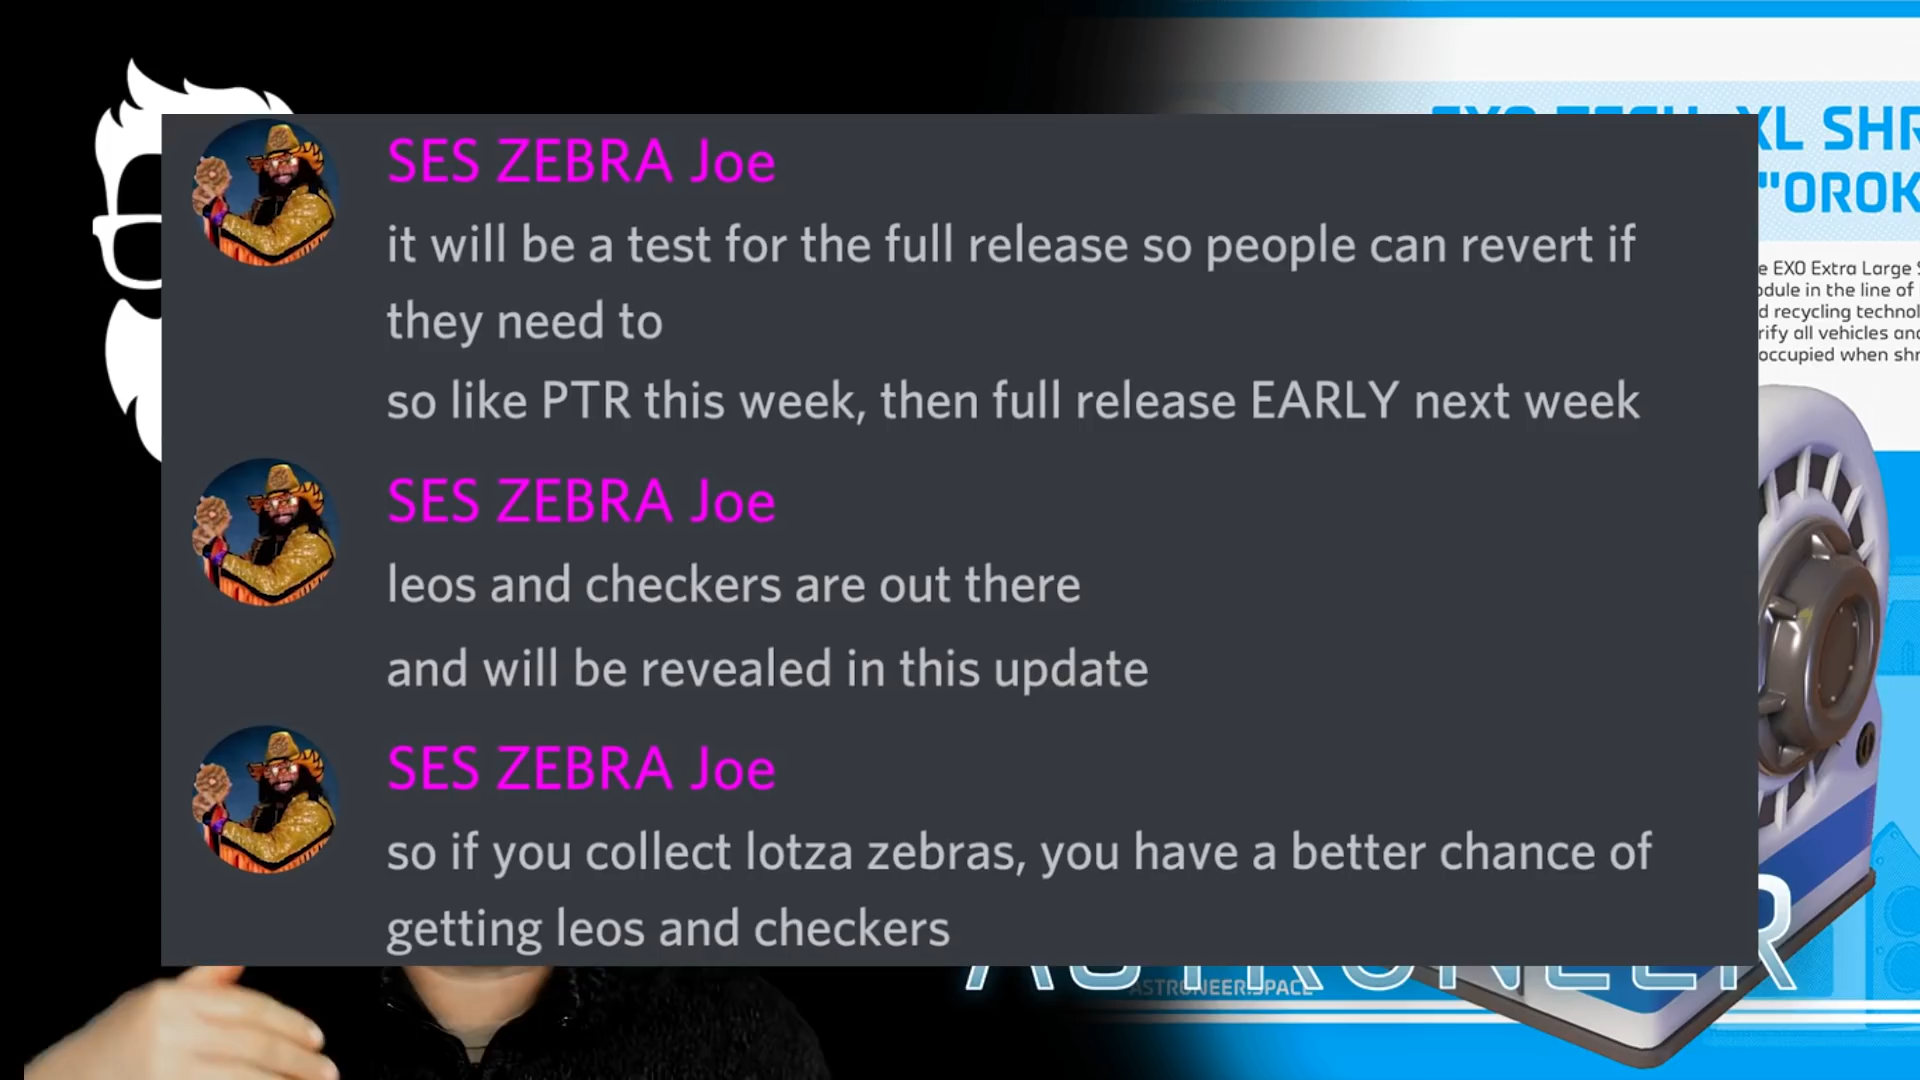 XL SHR
"OROK
e EXO Extra Large
odule in the line of
d recycling technol
rify all vehicles and
occupied when shr
SES ZEBRA Joe
it will be a test for the full release so people can revert if
they need to
so like PTR this week, then full release EARLY next week
SES ZEBRA Joe
leos and checkers are out there
and will be revealed in this update
SES ZEBRA Joe
so if you collect lotza zebras, you have a better chance of
getting leos and checkers
ASTRONEER
ASTRONEER.SPACE